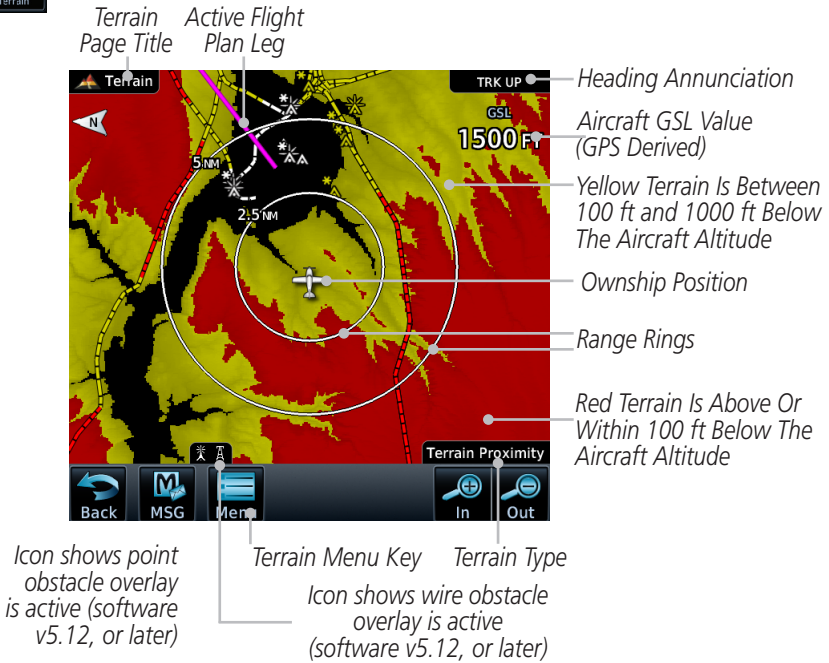 Terrain
Terrain
Page Title
Active Flight
Plan Leg
Terrain
TRK UP
Heading Annunciation
N
GSL
1500 FT
Aircraft GSL Value
(GPS Derived)
5 NM
Yellow Terrain Is Between
100 ft and 1000 ft Below
The Aircraft Altitude
2.5 NM
Ownship Position
Range Rings
Red Terrain Is Above Or
Within 100 ft Below The
Aircraft Altitude
Terrain Proximity
Back
M
MSG
Menu
In
Out
Icon shows point
obstacle overlay
is active (software
v5.12, or later)
Terrain Menu Key
Terrain Type
Icon shows wire obstacle
overlay is active
(software v5.12, or later)